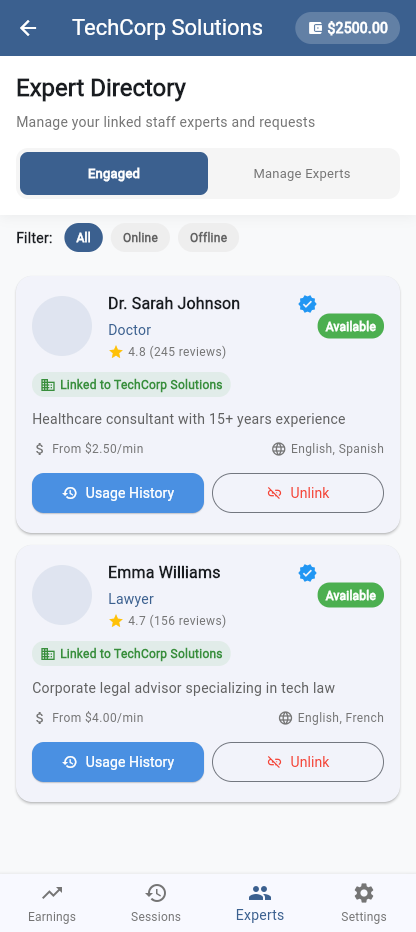 TechCorp Solutions
$2500.00
Expert Directory
Manage your linked staff experts and requests
Engaged
Manage Experts
Filter:
All
Online
Offline
Dr. Sarah Johnson
Doctor
4.8 (245 reviews)
Available
Linked to TechCorp Solutions
Healthcare consultant with 15+ years experience
$ From $2.50/min
English, Spanish
Usage History
Unlink
Emma Williams
Lawyer
4.7 (156 reviews)
Available
Linked to TechCorp Solutions
Corporate legal advisor specializing in tech law
$ From $4.00/min
English, French
Usage History
Unlink
Earnings
Sessions
Experts
Settings